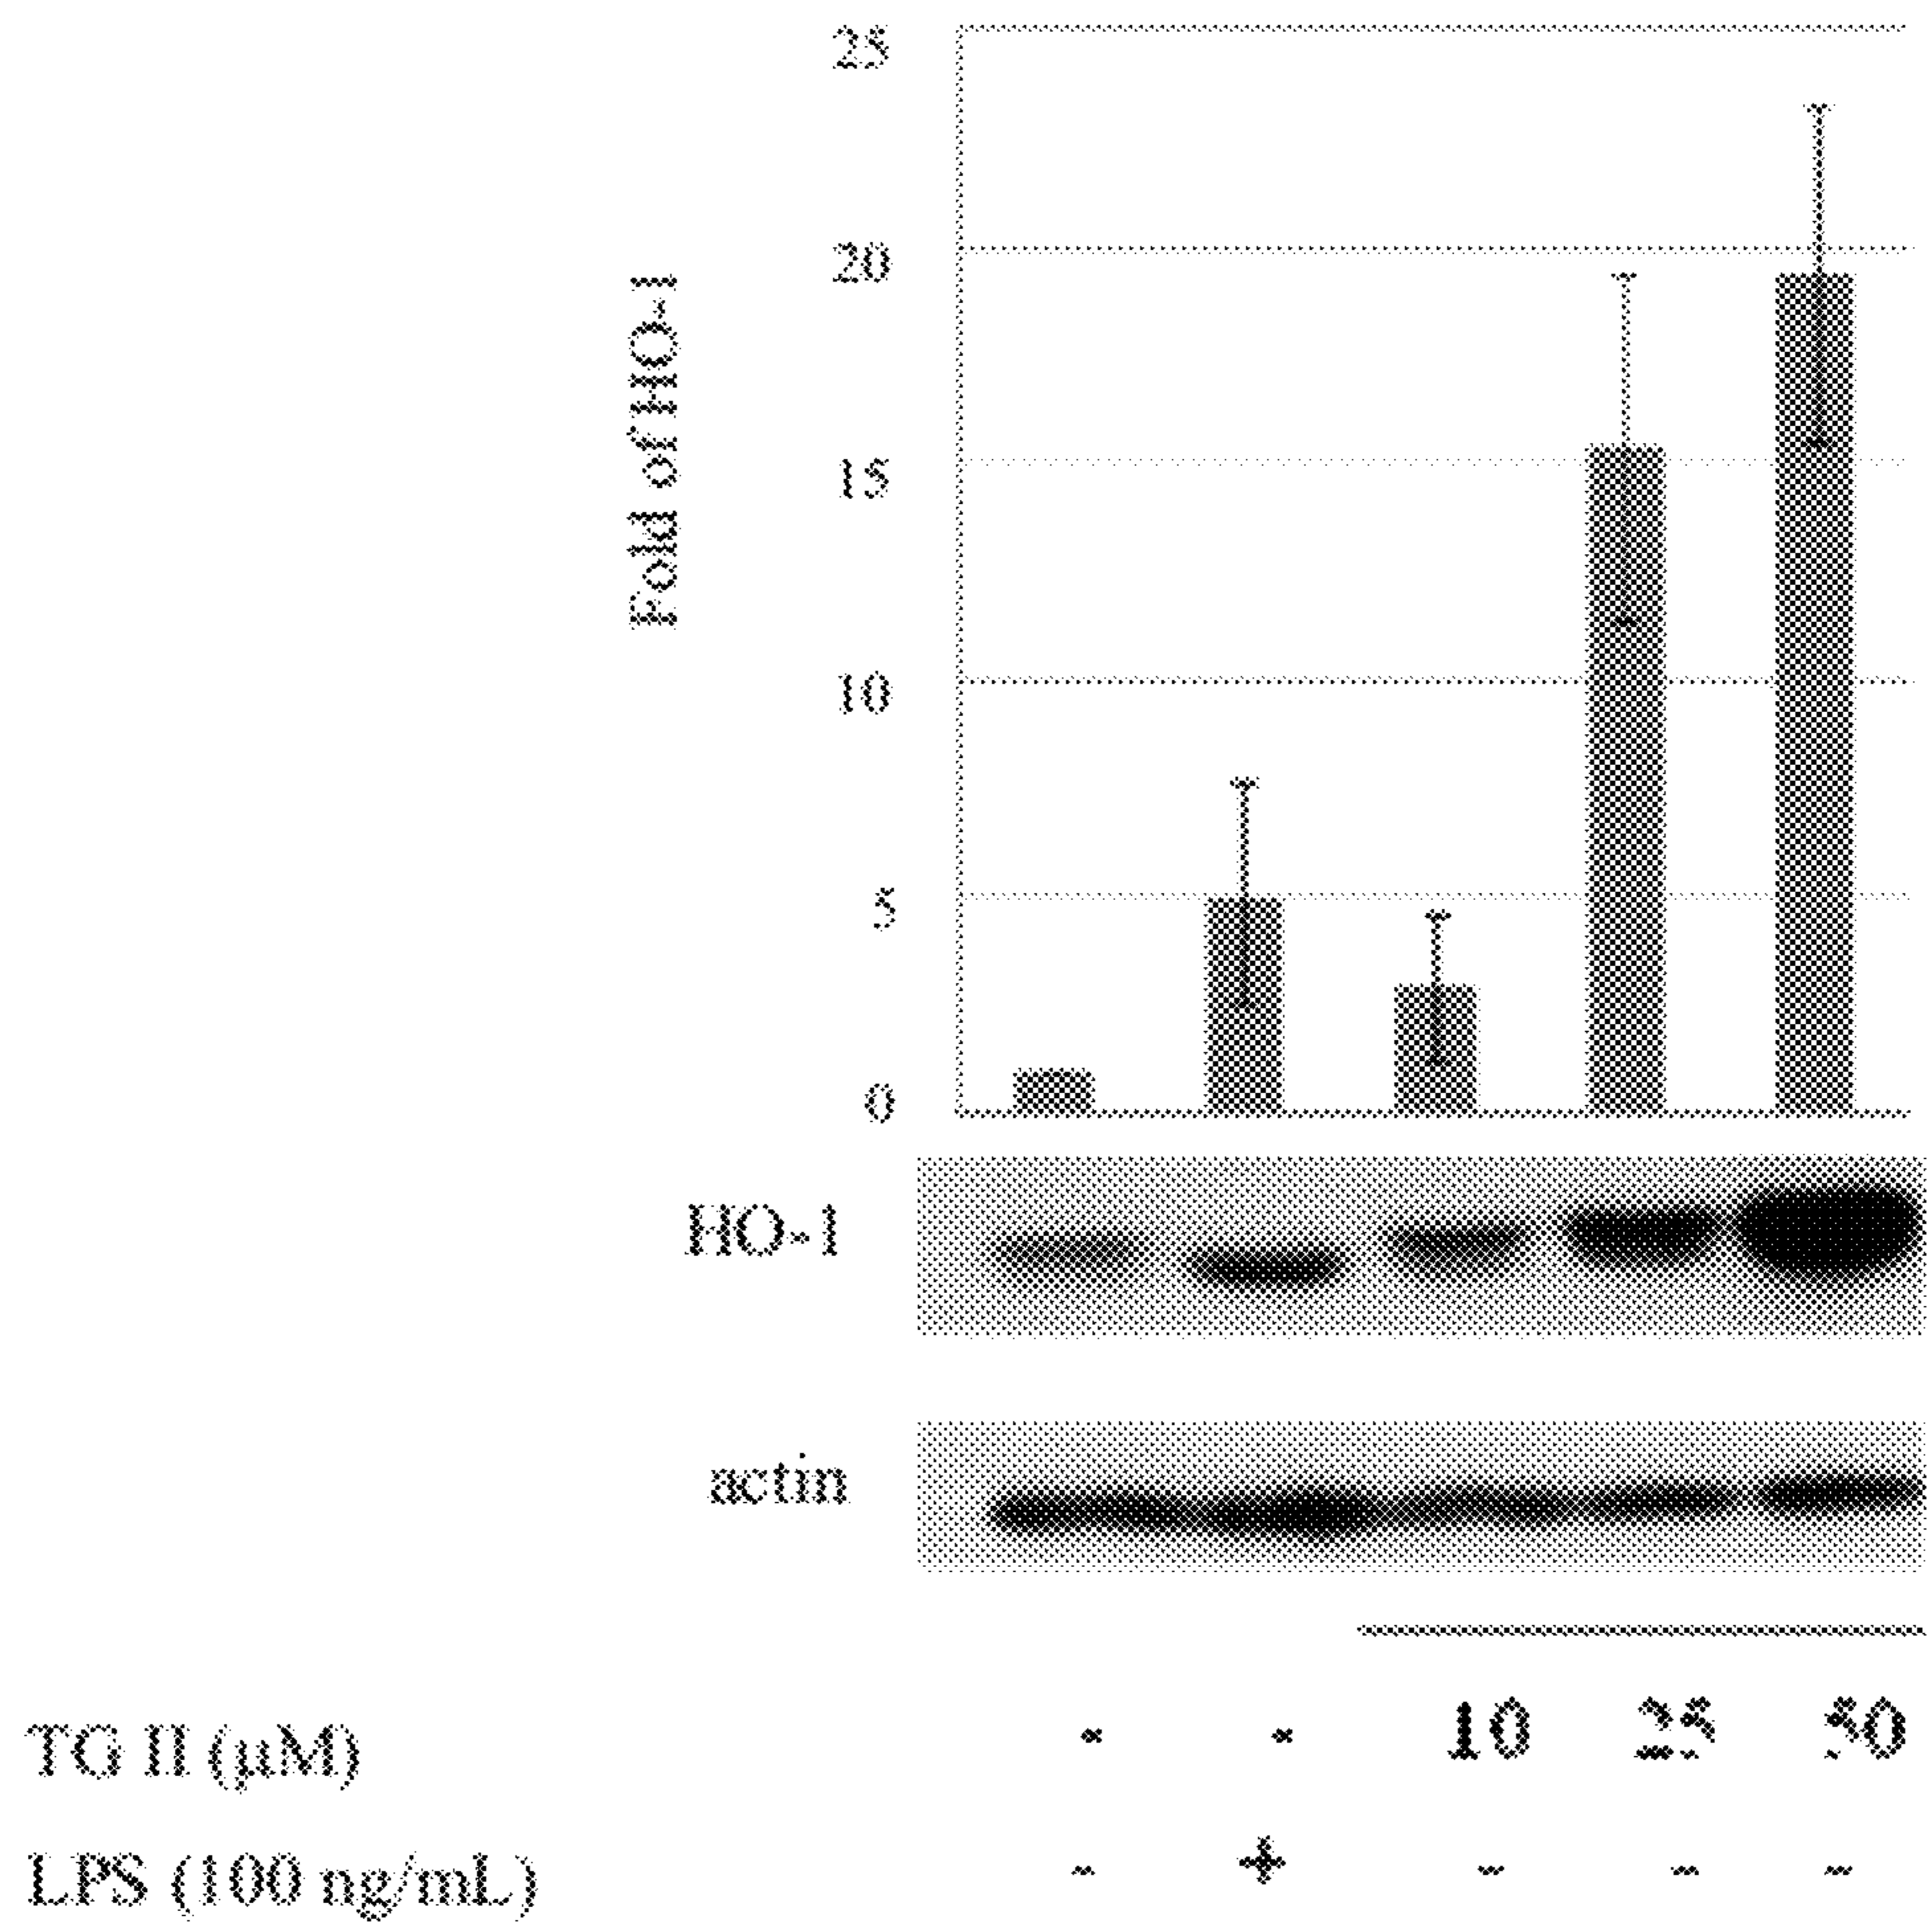 25
20
15
10
5
0
Fold of HO-1
HO-1
actin
TG II (μM) - - 10 25 50
LPS (100 ng/mL) - + - - -